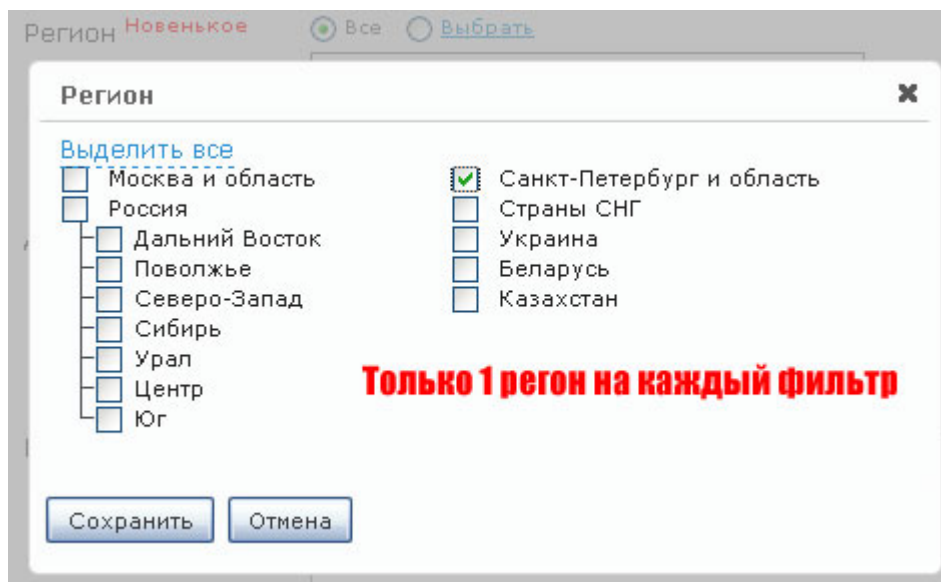 Регион Новенькое Все Выбрать
Регион
Выделить все
Москва и область
Россия
Дальний Восток
Поволжье
Северо-Запад
Сибирь
Урал
Центр
Юг
Санкт-Петербург и область
Страны СНГ
Украина
Беларусь
Казахстан
Только 1 регон на каждый фильтр
Сохранить Отмена